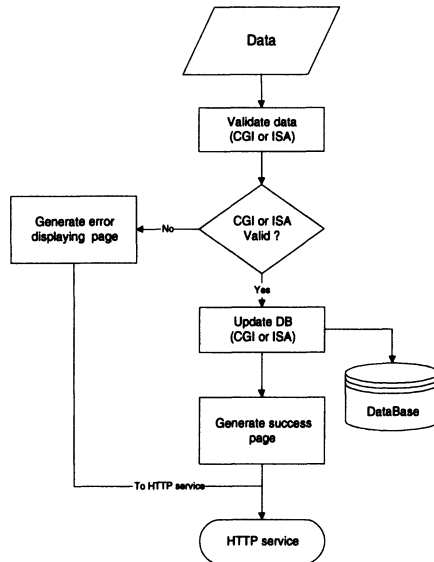 Data
Validate data
(CGI or ISA)
CGI or ISA
Valid ?
No
Generate error
displaying page
Yes
Update DB
(CGI or ISA)
DataBase
Generate success
page
To HTTP service
HTTP service